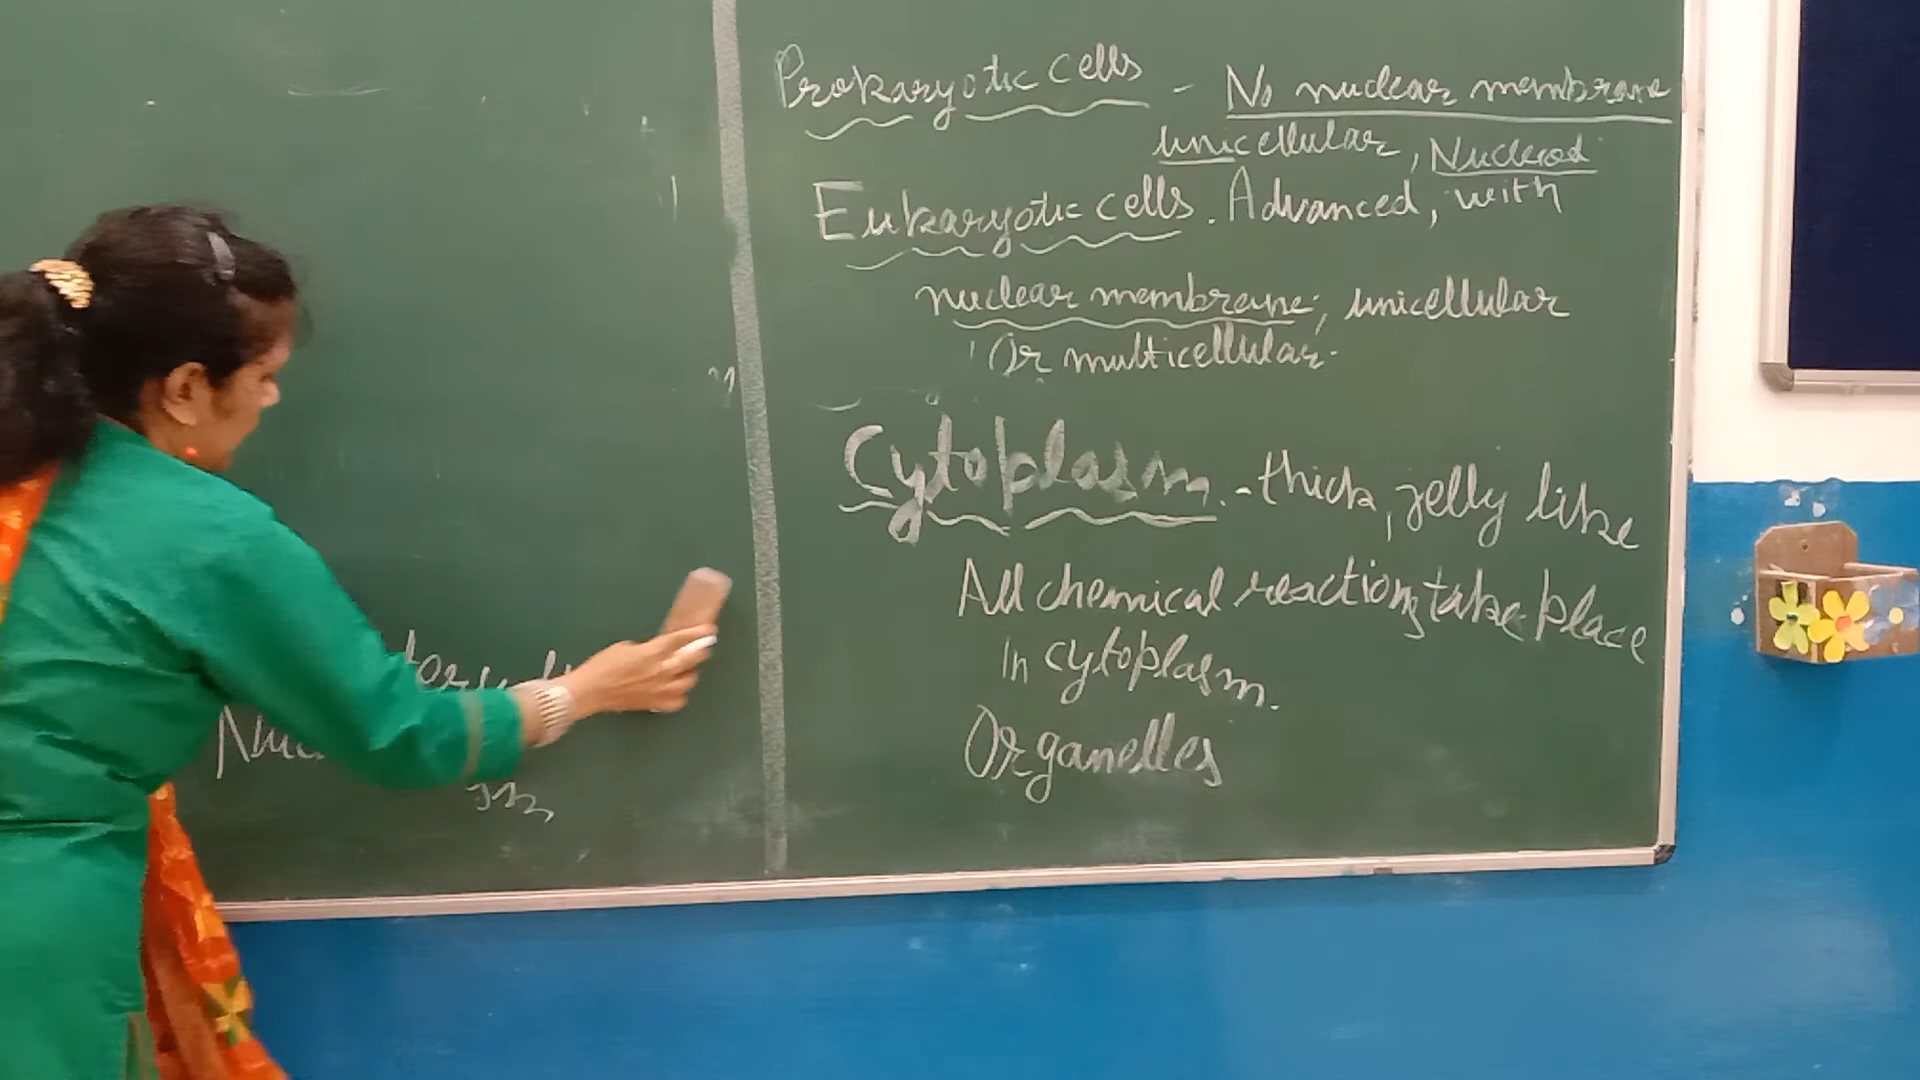 Prokaryotic cells - No nuclear membrane
unicellular, Nucleoid
Eukaryotic cells. Advanced, with
nuclear membrane, unicellular
Or multicellular.
Cytoplasm. - thick, jelly like
All chemical reactions take place
In cytoplasm.
Organelles